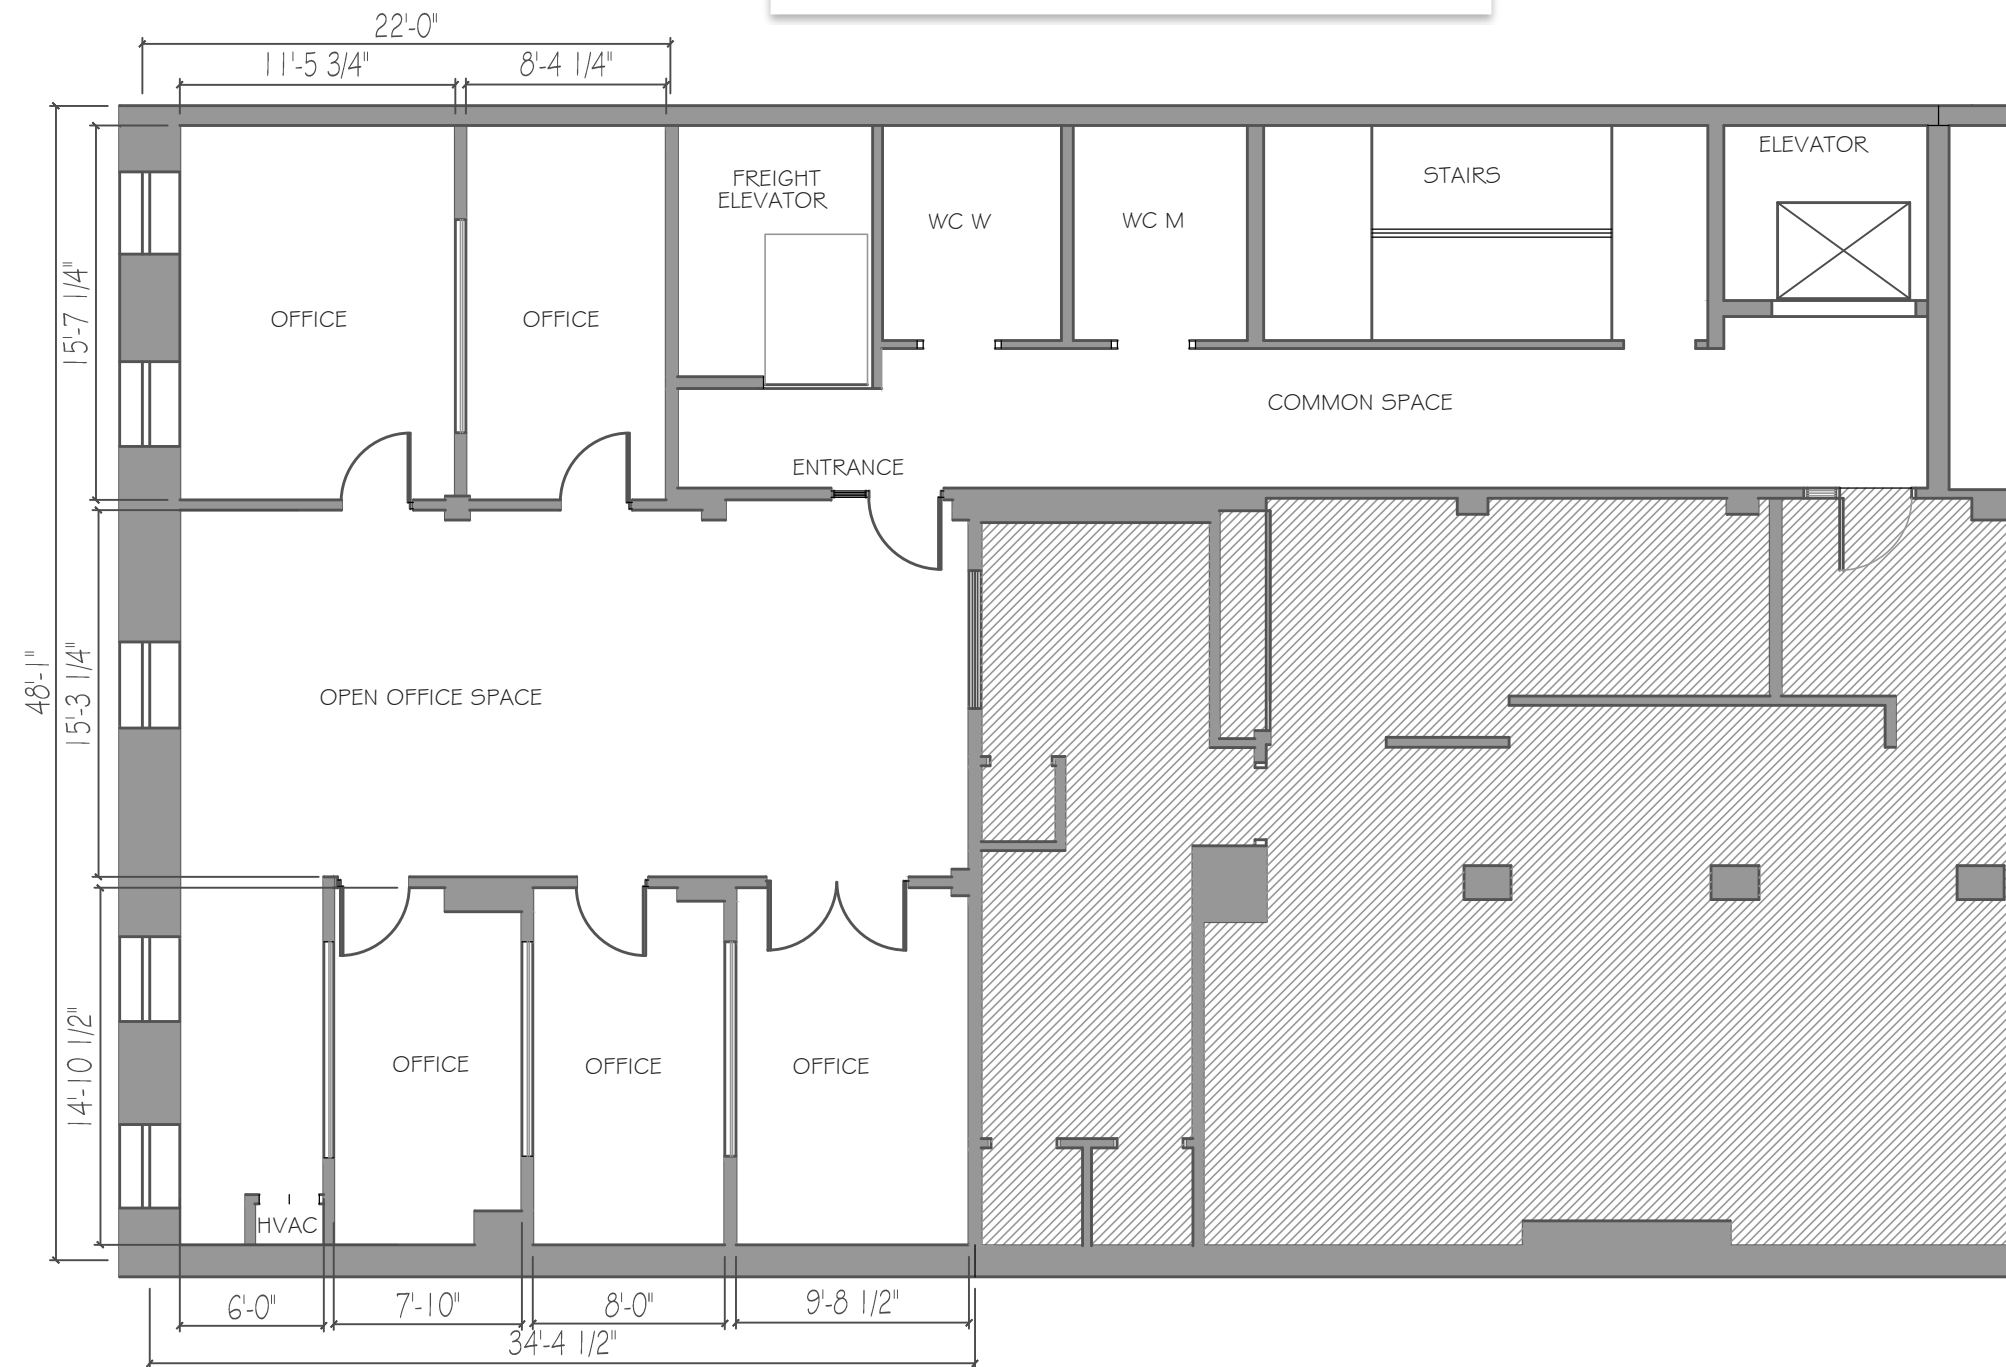 22'-0"
11'-5 3/4"
8'-4 1/4"
ELEVATOR
STAIRS
FREIGHT
ELEVATOR
WC W
WC M
15'-7 1/4"
OFFICE
OFFICE
COMMON SPACE
ENTRANCE
48'-1"
15'-3 1/4"
OPEN OFFICE SPACE
14'-10 1/2"
OFFICE
OFFICE
OFFICE
HVAC
6'-0"
7'-10"
8'-0"
9'-8 1/2"
34'-4 1/2"